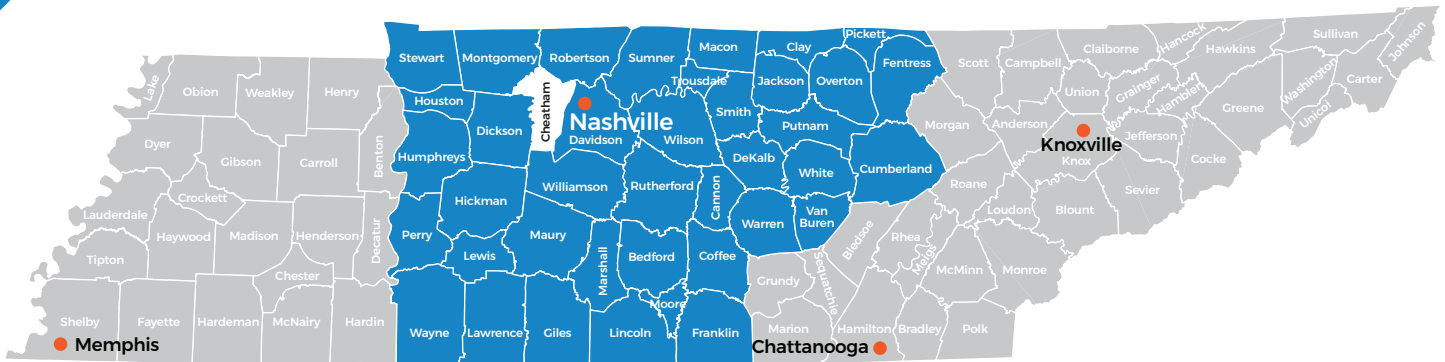 Stewart
Montgomery
Robertson
Sumner
Macon
Clay
Pickett
Fentress
Scott
Campbell
Claiborne
Hancock
Hawkins
Sullivan
Johnson
Lake
Obion
Weakley
Henry
Houston
Dickson
Cheatham
Nashville
Davidson
Wilson
Trousdale
Smith
Jackson
Overton
Putnam
Morgan
Anderson
Union
Grainger
Hamblen
Greene
Washington
Unicoi
Carter
Dyer
Gibson
Carroll
Benton
Humphreys
Williamson
Rutherford
Cannon
DeKalb
White
Cumberland
Roane
Knoxville
Knox
Jefferson
Cocke
Sevier
Lauderdale
Crockett
Haywood
Madison
Henderson
Decatur
Perry
Hickman
Lewis
Maury
Marshall
Bedford
Coffee
Warren
Van
Buren
Bledsoe
Rhea
Meigs
Loudon
Blount
Monroe
McMinn
Tipton
Chester
Grundy
Sequatchie
Shelby
Fayette
Hardeman
McNairy
Hardin
Wayne
Lawrence
Giles
Lincoln
Moore
Franklin
Marion
Hamilton
Bradley
Polk
Memphis
Chattanooga